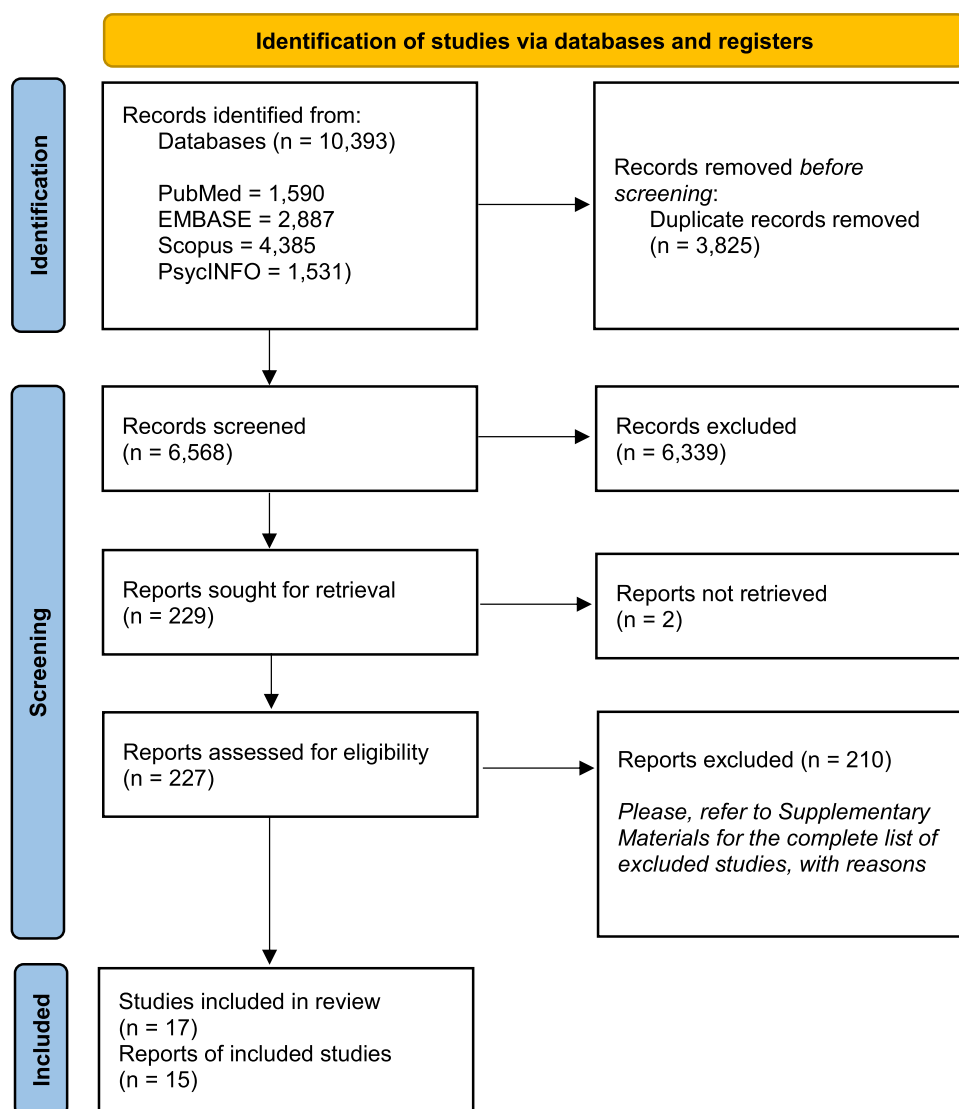 Identification of studies via databases and registers
Identification
Records identified from:
Databases (n = 10,393)
PubMed = 1,590
EMBASE = 2,887
Scopus = 4,385
PsycINFO = 1,531)
Records removed before
screening:
Duplicate records removed
(n = 3,825)
Screening
Records screened
(n = 6,568)
Records excluded
(n = 6,339)
Reports sought for retrieval
(n = 229)
Reports not retrieved
(n = 2)
Reports assessed for eligibility
(n = 227)
Reports excluded (n = 210)
Please, refer to Supplementary
Materials for the complete list of
excluded studies, with reasons
Included
Studies included in review
(n = 17)
Reports of included studies
(n = 15)